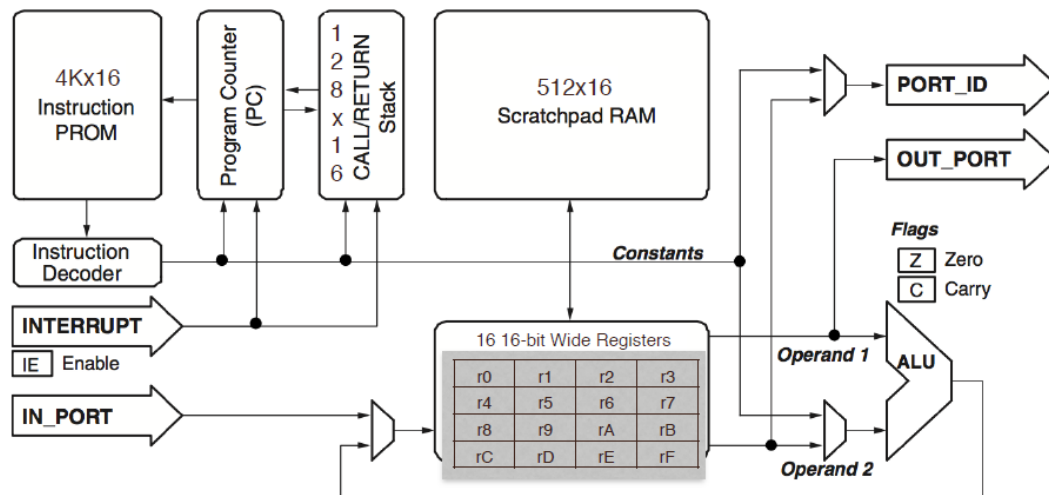 4Kx16
Instruction
PROM
Program Counter
(PC)
1
2
8
x
1
6
CALL/RETURN
Stack
512x16
Scratchpad RAM
PORT_ID
OUT_PORT
Instruction
Decoder
Constants
Flags
Z Zero
C Carry
INTERRUPT
IE Enable
IN_PORT
16 16-bit Wide Registers
r0 r1 r2 r3
r4 r5 r6 r7
r8 r9 rA rB
rC rD rE rF
Operand 1
ALU
Operand 2